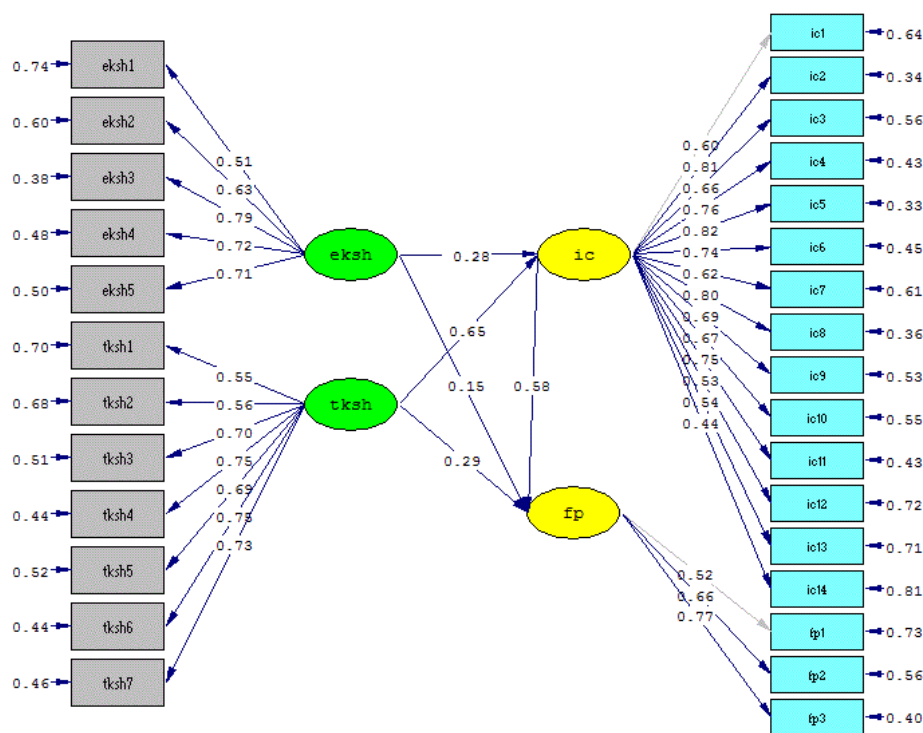 0.74 eksh1
0.60 eksh2
0.38 eksh3
0.48 eksh4
0.50 eksh5
0.70 tksh1
0.68 tksh2
0.51 tksh3
0.44 tksh4
0.52 tksh5
0.44 tksh6
0.46 tksh7
0.51
0.63
0.79
0.72
0.71
0.55
0.56
0.70
0.75
0.69
0.75
0.73
eksh
tksh
0.28
0.65
0.15
0.58
0.29
ic
fp
0.60
0.81
0.66
0.76
0.82
0.74
0.62
0.80
0.69
0.67
0.75
0.53
0.54
0.44
0.52
0.66
0.77
ic1 0.64
ic2 0.34
ic3 0.56
ic4 0.43
ic5 0.33
ic6 0.45
ic7 0.61
ic8 0.36
ic9 0.53
ic10 0.55
ic11 0.43
ic12 0.72
ic13 0.71
ic14 0.81
fp1 0.73
fp2 0.56
fp3 0.40